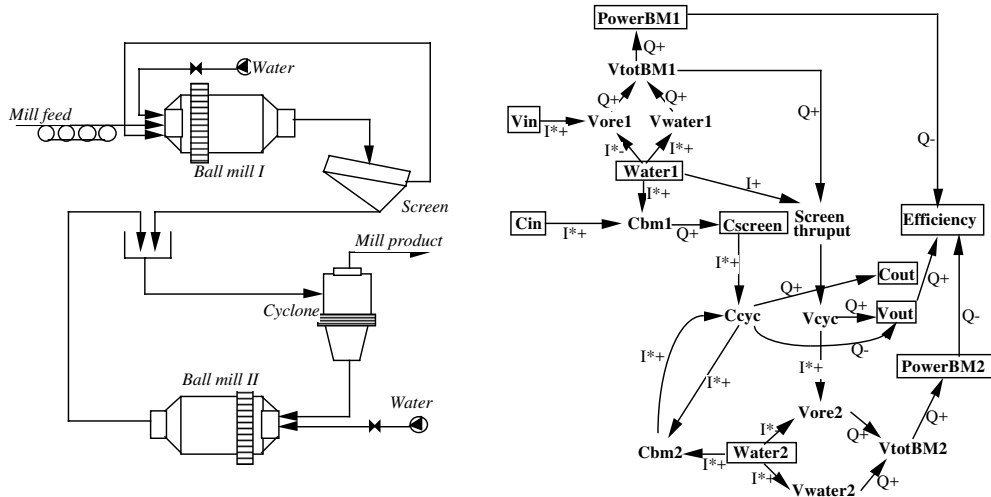 Water
Mill feed
Ball mill I
Screen
Mill product
Cyclone
Ball mill II
Water
PowerBM1
Q+
VtotBM1
Q+
Q+
Q+
Q-
Vin
I*+
Vore1
Vwater1
I*-
I*+
Water1
I*+
I+
Cin
I*+
Cbm1
Q+
Cscreen
Screen
thruput
Efficiency
I*+
Q+
Cout
Q+
Ccyc
Vcyc
Q+
Vout
I*+
Q-
Q-
I*+
I*+
PowerBM2
Vore2
Q+
I*-
Q+
Cbm2
I*+
Water2
VtotBM2
I*+
Vwater2
Q+